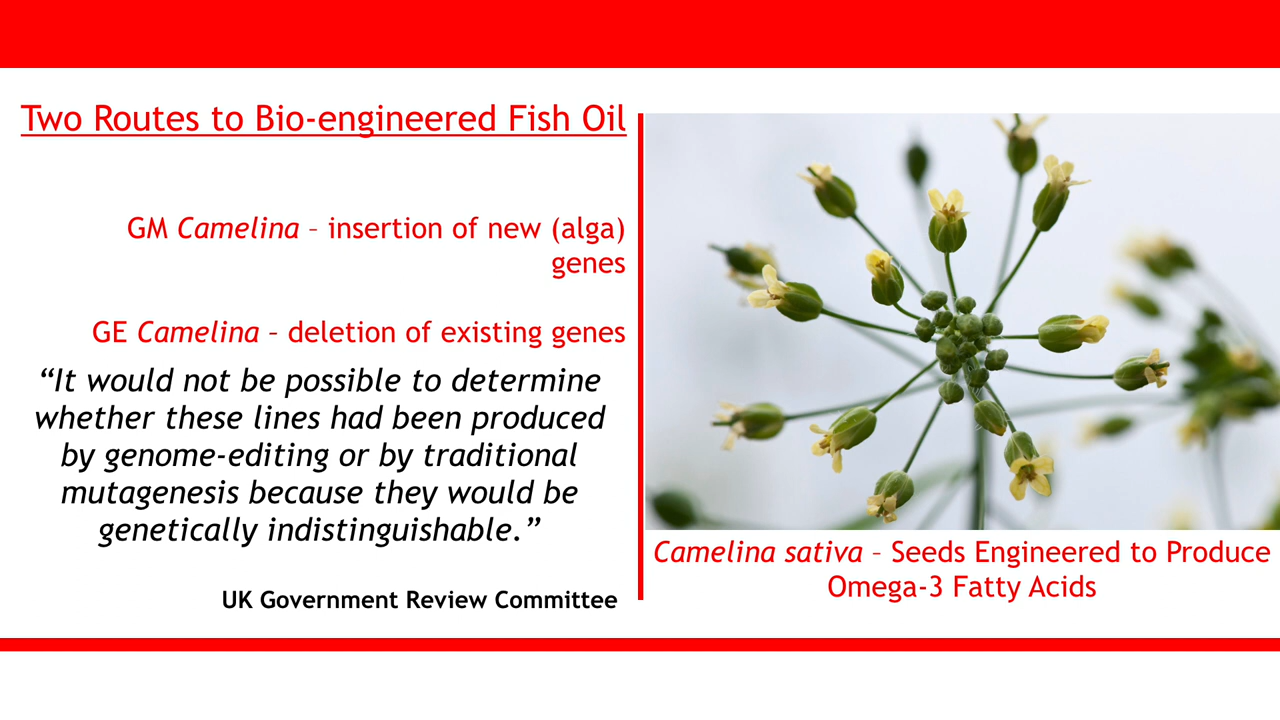 Two Routes to Bio-engineered Fish Oil
GM Camelina – insertion of new (alga)
genes
GE Camelina – deletion of existing genes
“It would not be possible to determine
whether these lines had been produced
by genome-editing or by traditional
mutagenesis because they would be
genetically indistinguishable.”
UK Government Review Committee
Camelina sativa – Seeds Engineered to Produce
Omega-3 Fatty Acids